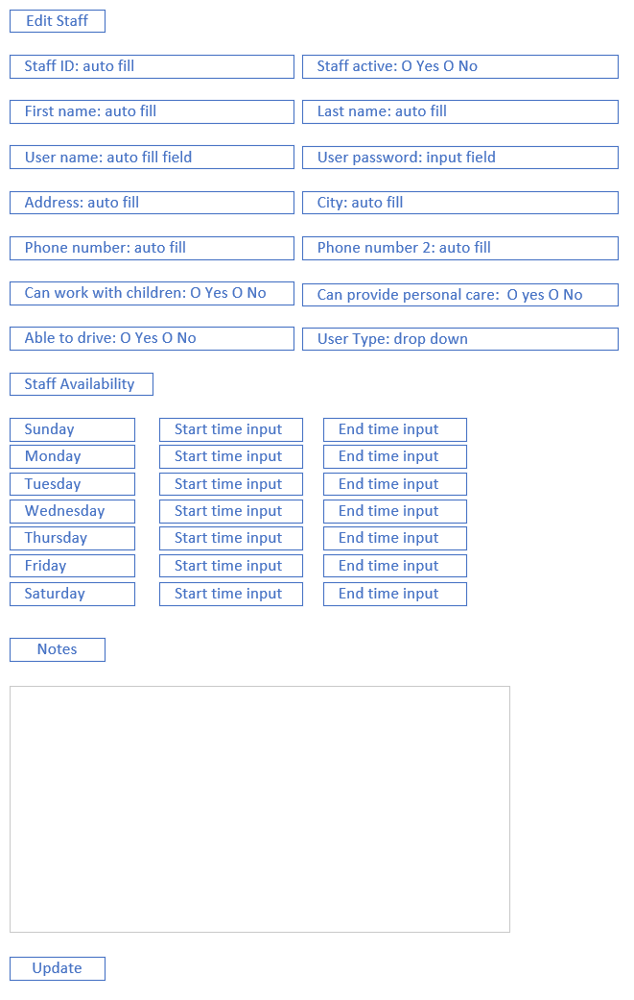 Edit Staff
Staff ID: auto fill Staff active: O Yes O No
First name: auto fill Last name: auto fill
User name: auto fill field User password: input field
Address: auto fill City: auto fill
Phone number: auto fill Phone number 2: auto fill
Can work with children: O Yes O No Can provide personal care:  O yes O No
Able to drive: O Yes O No User Type: drop down
Staff Availability
Sunday Start time input End time input
Monday Start time input End time input
Tuesday Start time input End time input
Wednesday Start time input End time input
Thursday Start time input End time input
Friday Start time input End time input
Saturday Start time input End time input
Notes
Update